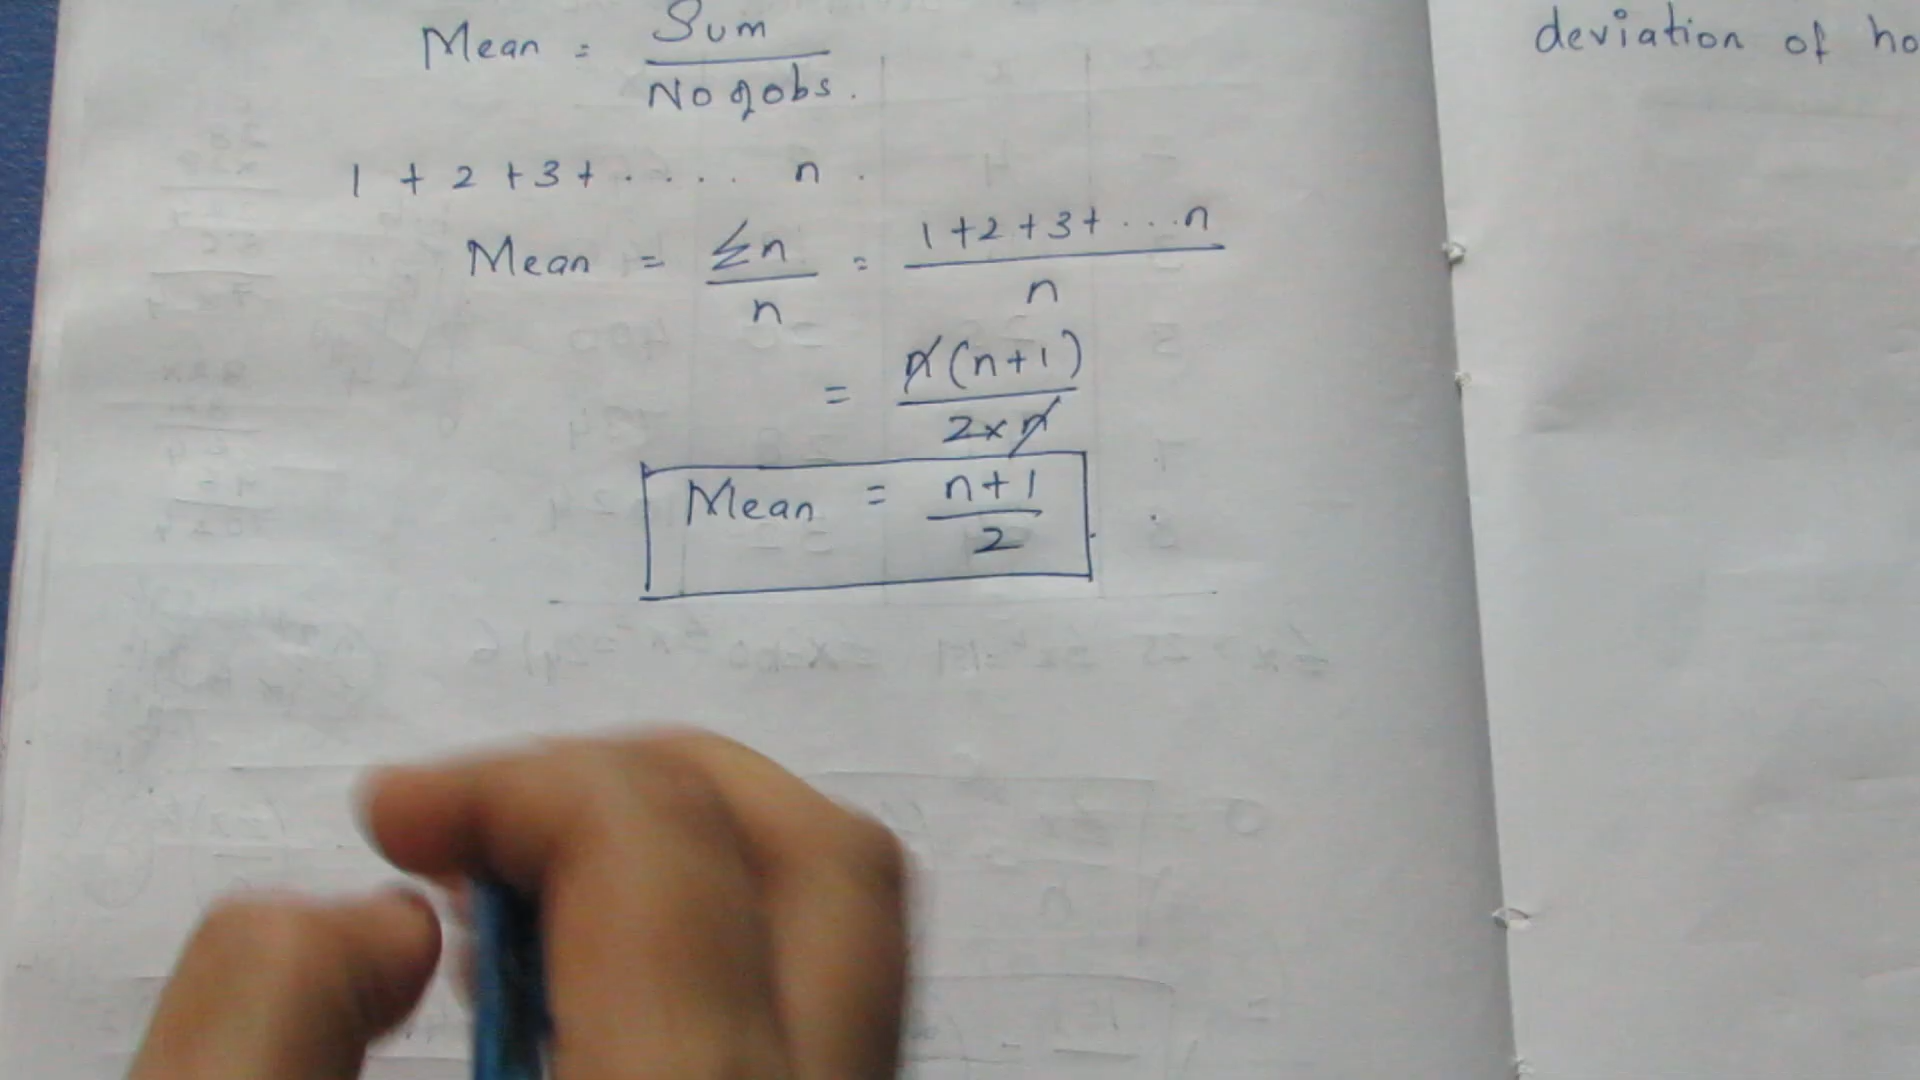 Mean = Sum / No of obs.
1 + 2 + 3 + ..... n .
Mean = Σn / n = 1+2+3+ ...n / n
= n(n+1) / 2×n
Mean = n+1 / 2 .
deviation of ho